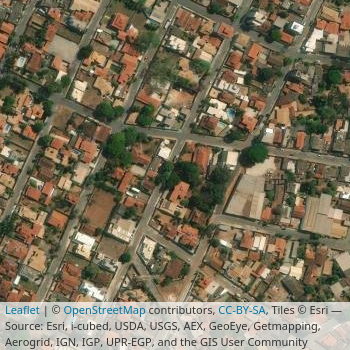 Leaflet | © OpenStreetMap contributors, CC-BY-SA, Tiles © Esri —
Source: Esri, i-cubed, USDA, USGS, AEX, GeoEye, Getmapping,
Aerogrid, IGN, IGP, UPR-EGP, and the GIS User Community